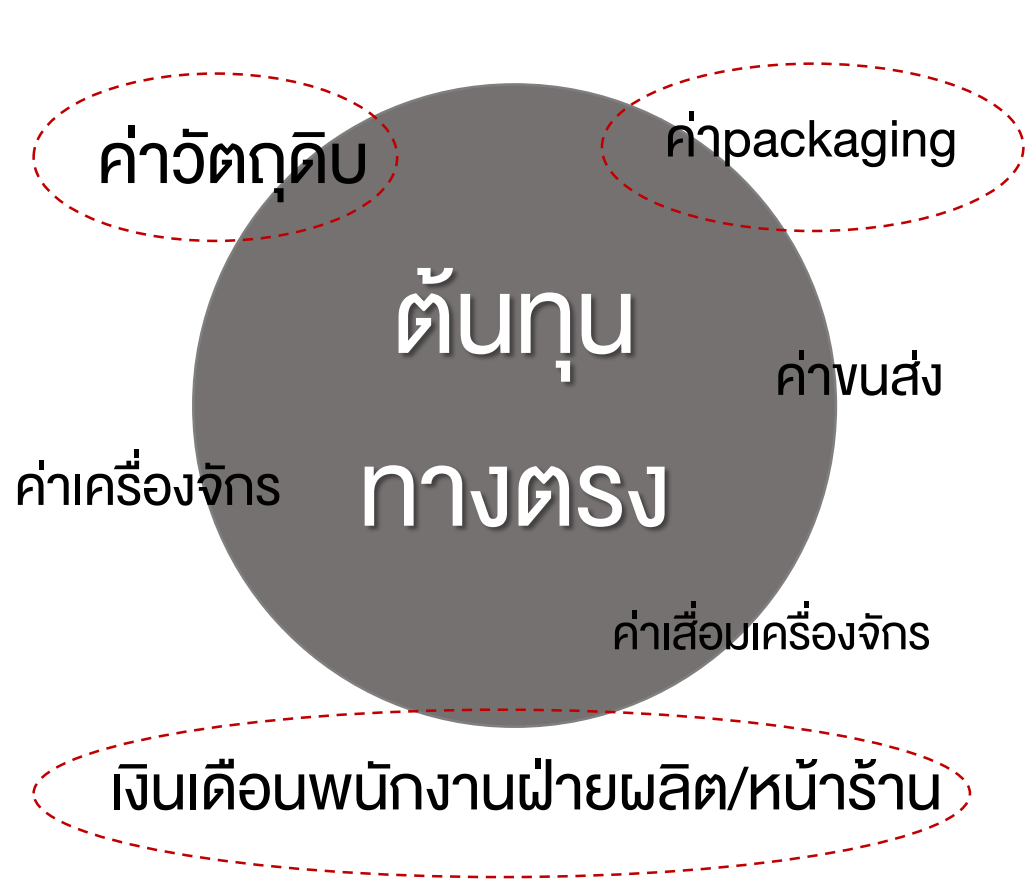 ค่าวัตถุดิบ
ค่าpackaging
ต้นทุน
ทางตรง
ค่าขนส่ง
ค่าเครื่องจักร
ค่าเสื่อมเครื่องจักร
เงินเดือนพนักงานฝ่ายผลิต/หน้าร้าน